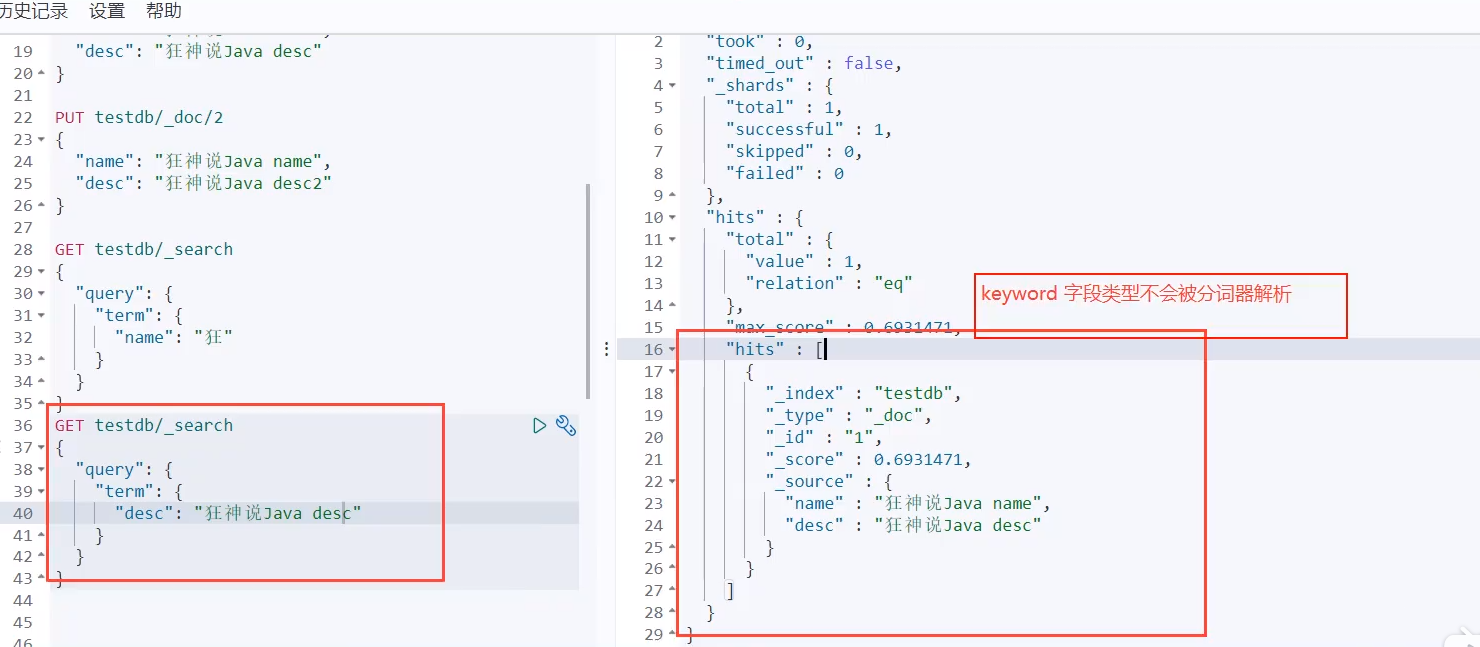 历史记录 设置 帮助
19 "desc": "狂神说Java desc"
20 }
21
22 PUT testdb/_doc/2
23 {
24 "name": "狂神说Java name",
25 "desc": "狂神说Java desc2"
26 }
27
28 GET testdb/_search
29 {
30 "query": {
31 "term": {
32 "name": "狂"
33 }
34 }
35 }
36 GET testdb/_search
37 {
38 "query": {
39 "term": {
40 "desc": "狂神说Java desc"
41 }
42 }
43 }
44
45
46
2 "took" : 0,
3 "timed_out" : false,
4 "_shards" : {
5 "total" : 1,
6 "successful" : 1,
7 "skipped" : 0,
8 "failed" : 0
9 },
10 "hits" : {
11 "total" : {
12 "value" : 1,
13 "relation" : "eq"
14 },
keyword 字段类型不会被分词器解析
15 "max_score" : 0.6931471,
16 "hits" : [
17 {
18 "_index" : "testdb",
19 "_type" : "_doc",
20 "_id" : "1",
21 "_score" : 0.6931471,
22 "_source" : {
23 "name" : "狂神说Java name",
24 "desc" : "狂神说Java desc"
25 }
26 }
27 ]
28 }
29 }